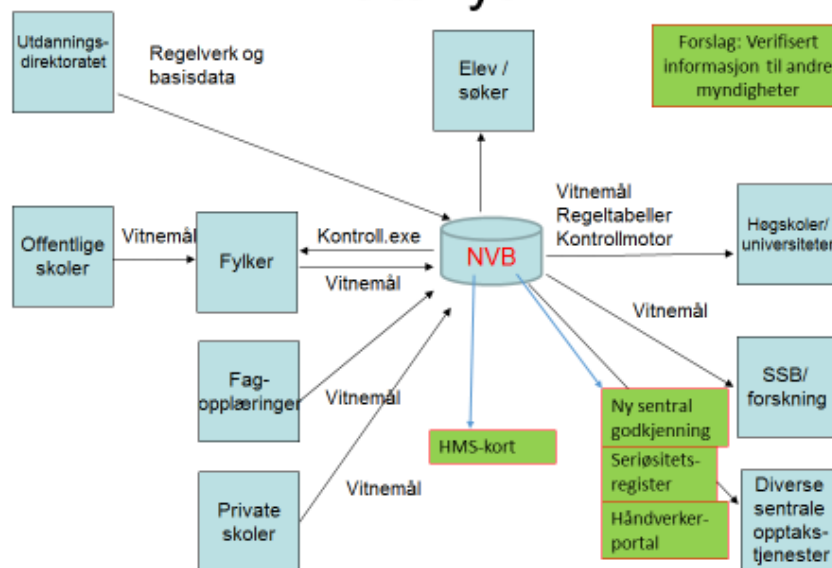 Utdannings-
direktoratet
Regelverk og
basisdata
Elev /
søker
Forslag: Verifisert
informasjon til andre
myndigheter
Offentlige
skoler
Vitnemål
Fylker
Kontroll.exe
Vitnemål
NVB
Vitnemål
Regeltabeller
Kontrollmotor
Høgskoler/
universiteter
Vitnemål
SSB/
forskning
Fag-
opplæringer
Vitnemål
HMS-kort
Ny sentral
godkjenning
Seriøsitets-
register
Håndverker-
portal
Private
skoler
Vitnemål
Diverse
sentrale
opptaks-
tjenester